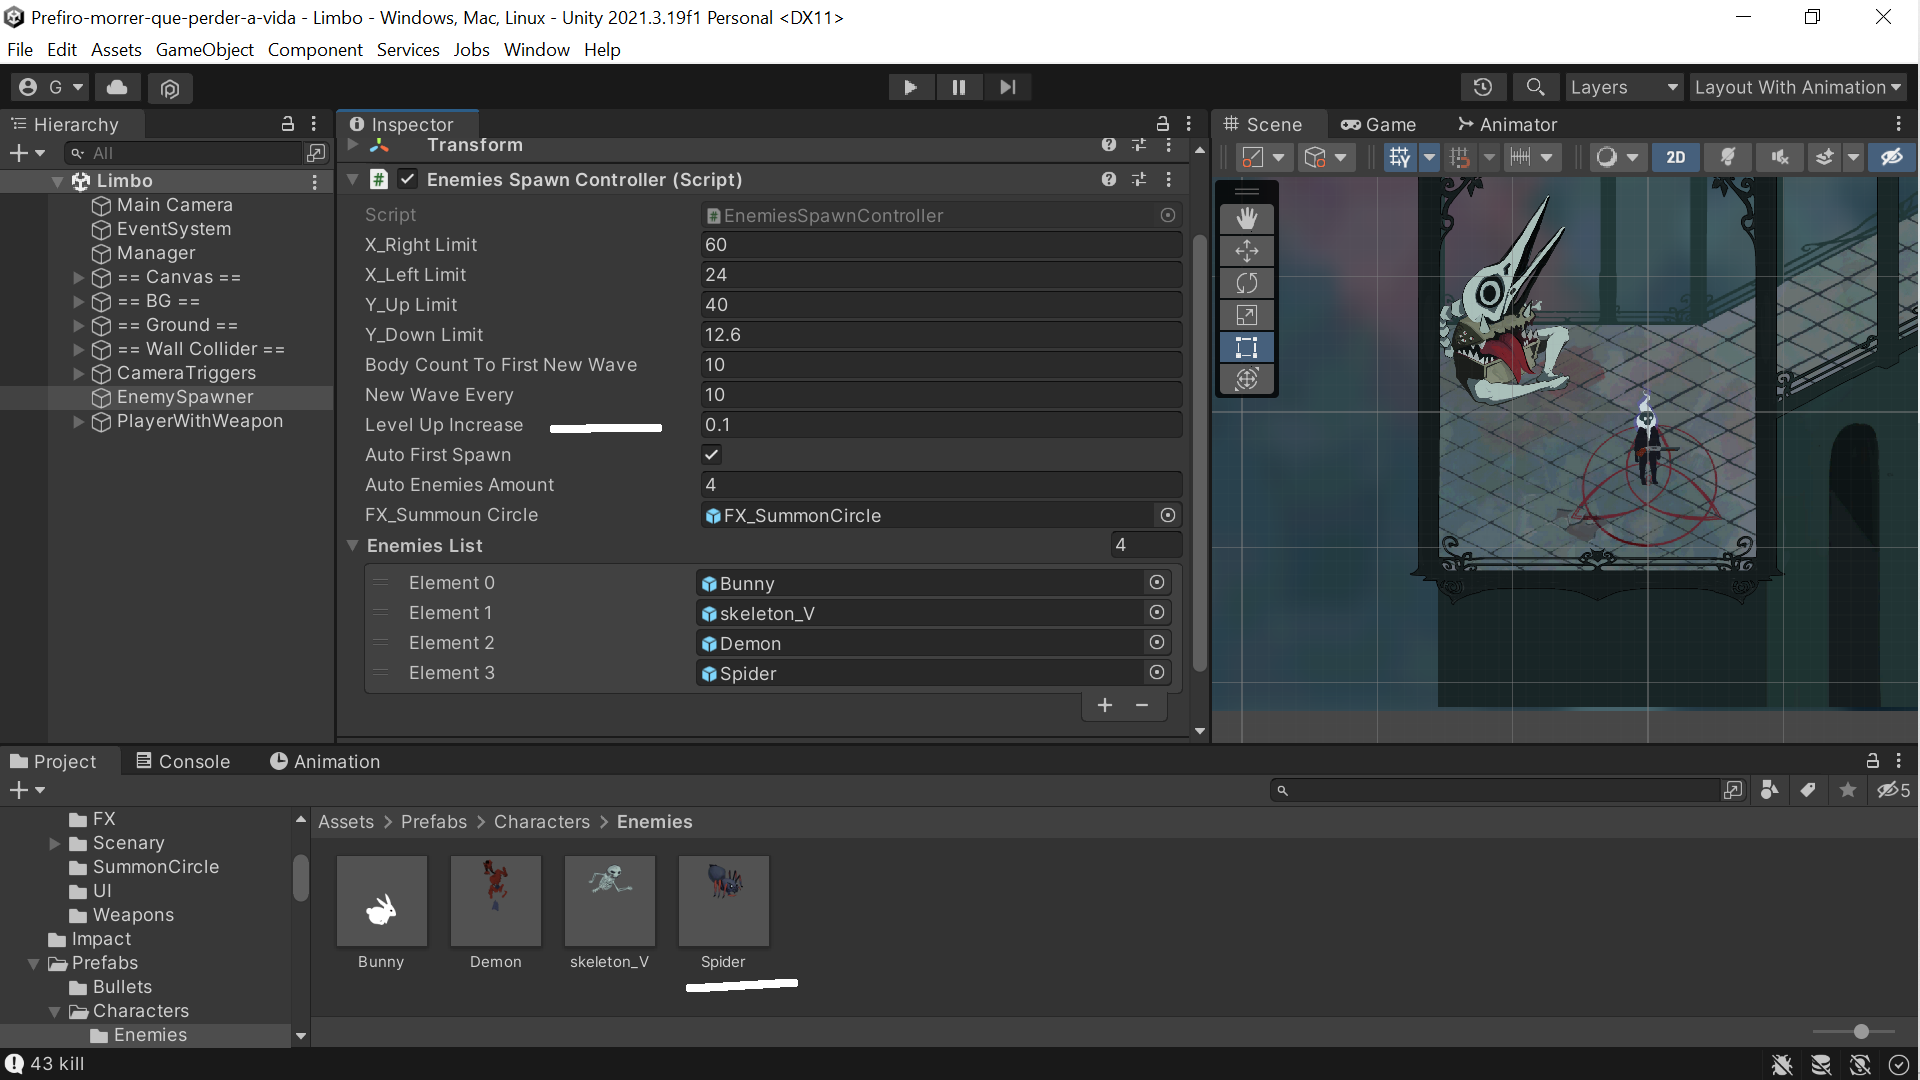 Prefiro-morrer-que-perder-a-vida - Limbo - Windows, Mac, Linux - Unity 2021.3.19f1 Personal <DX11>
File Edit Assets GameObject Component Services Jobs Window Help
G Layers Layout With Animation
Hierarchy
All
Limbo
Main Camera
EventSystem
Manager
== Canvas ==
== BG ==
== Ground ==
== Wall Collider ==
CameraTriggers
EnemySpawner
PlayerWithWeapon
Inspector
Transform
# Enemies Spawn Controller (Script)
Script EnemiesSpawnController
X_Right Limit 60
X_Left Limit 24
Y_Up Limit 40
Y_Down Limit 12.6
Body Count To First New Wave 10
New Wave Every 10
Level Up Increase 0.1
Auto First Spawn
Auto Enemies Amount 4
FX_Summoun Circle FX_SummonCircle
Enemies List 4
Element 0 Bunny
Element 1 skeleton_V
Element 2 Demon
Element 3 Spider
+ −
Scene Game Animator
2D
Project Console Animation
5
FX
Scenary
SummonCircle
UI
Weapons
Impact
Prefabs
Bullets
Characters
Enemies
Assets > Prefabs > Characters > Enemies
Bunny Demon skeleton_V Spider
43 kill